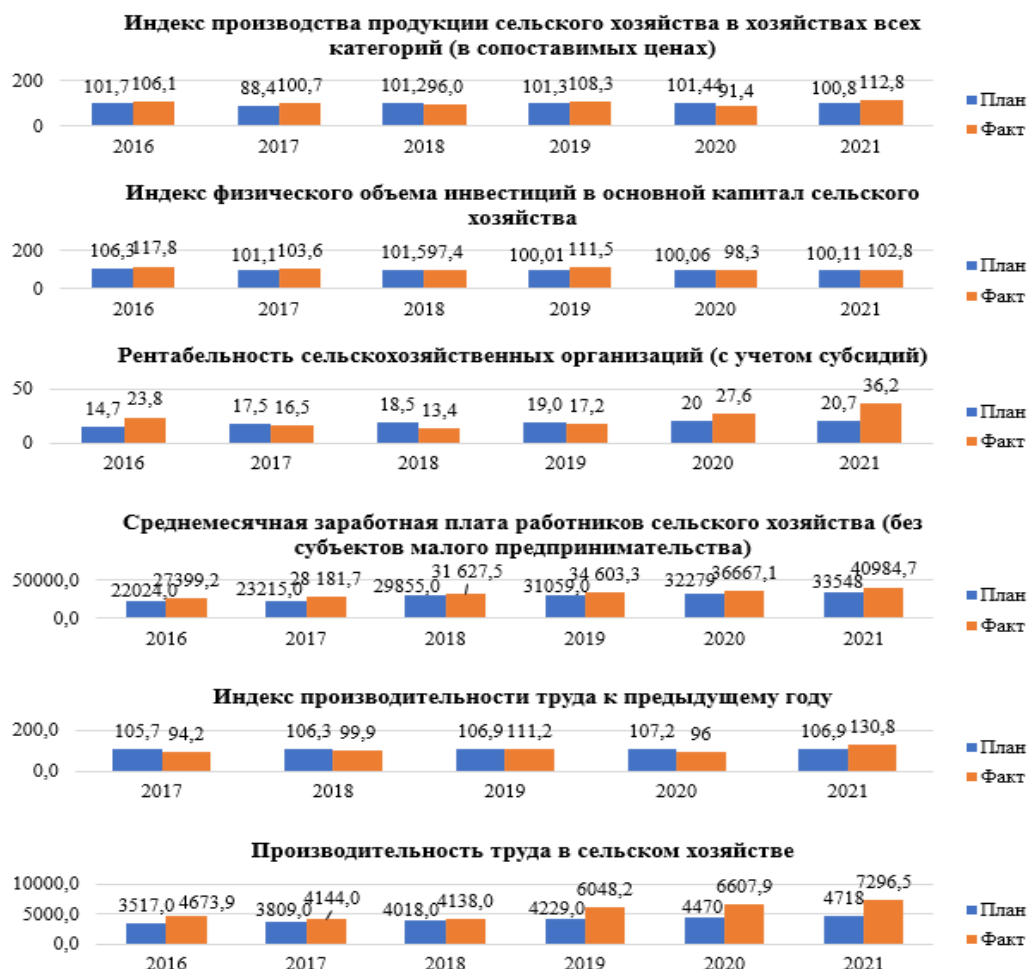 Индекс производства продукции сельского хозяйства в хозяйствах всех
категорий (в сопоставимых ценах)
200
101,7 106,1 88,4 100,7 101,2 96,0 101,3 108,3 101,44 91,4 100,8 112,8
0
2016 2017 2018 2019 2020 2021
План
Факт
Индекс физического объема инвестиций в основной капитал сельского
хозяйства
200
106,3 117,8 101,1 103,6 101,5 97,4 100,01 111,5 100,06 98,3 100,11 102,8
0
2016 2017 2018 2019 2020 2021
План
Факт
Рентабельность сельскохозяйственных организаций (с учетом субсидий)
50
14,7 23,8 17,5 16,5 18,5 13,4 19,0 17,2 20 27,6 20,7 36,2
0
2016 2017 2018 2019 2020 2021
План
Факт
Среднемесячная заработная плата работников сельского хозяйства (без
субъектов малого предпринимательства)
50000,0
22024,0 27399,2 23215,0 28 181,7 29855,0 31 627,5 31059,0 34 603,3 32279 36667,1 33548 40984,7
0,0
2016 2017 2018 2019 2020 2021
План
Факт
Индекс производительности труда к предыдущему году
200,0
105,7 94,2 106,3 99,9 106,9 111,2 107,2 96 106,9 130,8
0,0
2017 2018 2019 2020 2021
План
Факт
Производительность труда в сельском хозяйстве
10000,0
5000,0
0,0
3517,0 4673,9 3809,0 4144,0 4018,0 4138,0 4229,0 6048,2 4470 6607,9 4718 7296,5
2016 2017 2018 2019 2020 2021
План
Факт